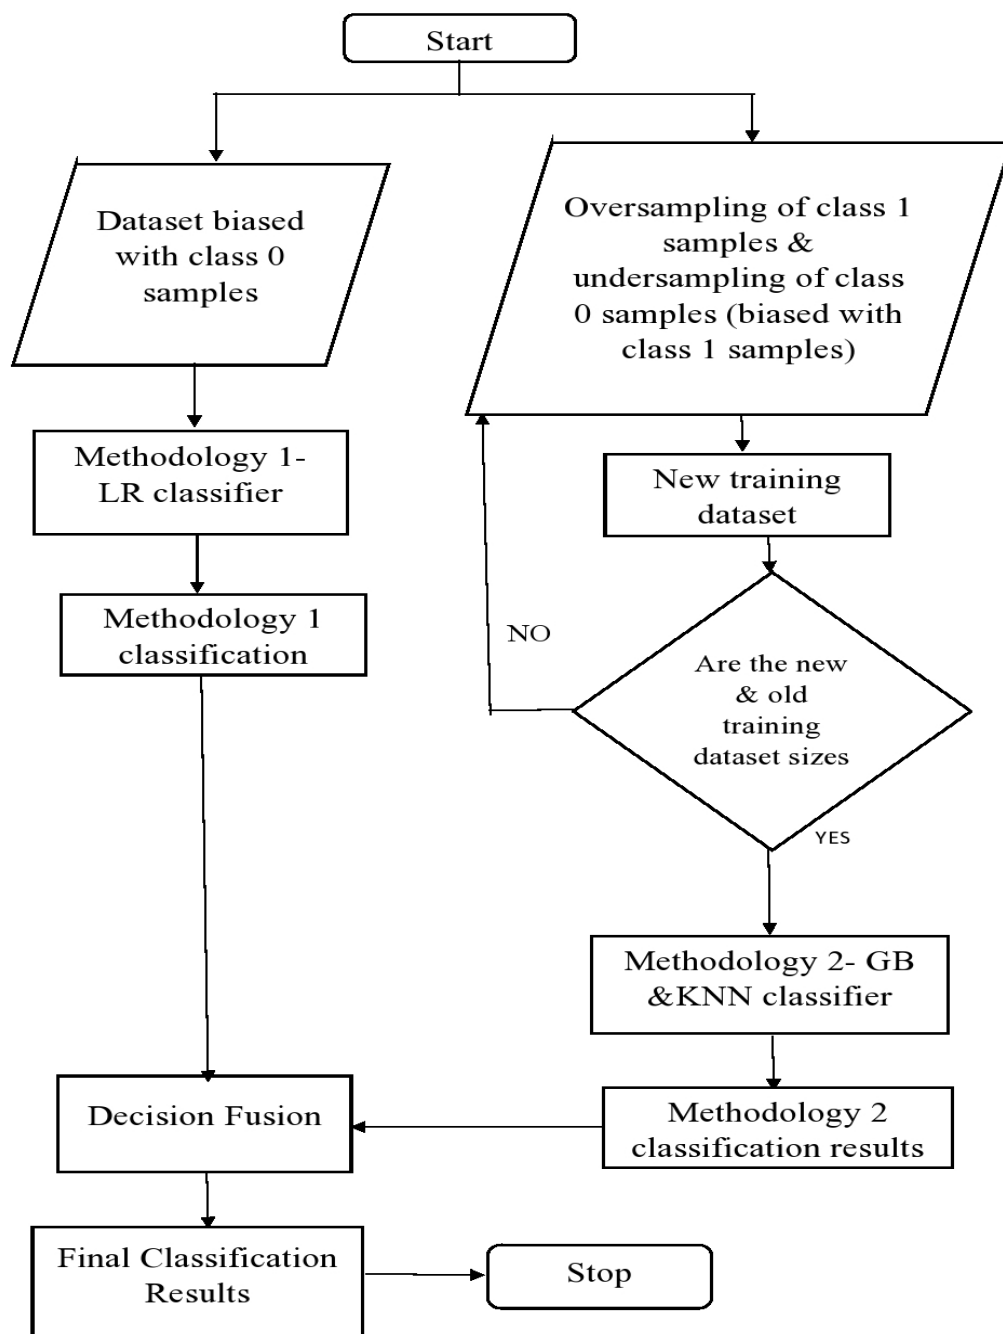 Start
Dataset biased
with class 0
samples
Oversampling of class 1
samples &
undersampling of class
0 samples (biased with
class 1 samples)
Methodology 1-
LR classifier
New training
dataset
Methodology 1
classification
NO
Are the new
& old
training
dataset sizes
YES
Methodology 2- GB
&KNN classifier
Decision Fusion
Methodology 2
classification results
Final Classification
Results
Stop